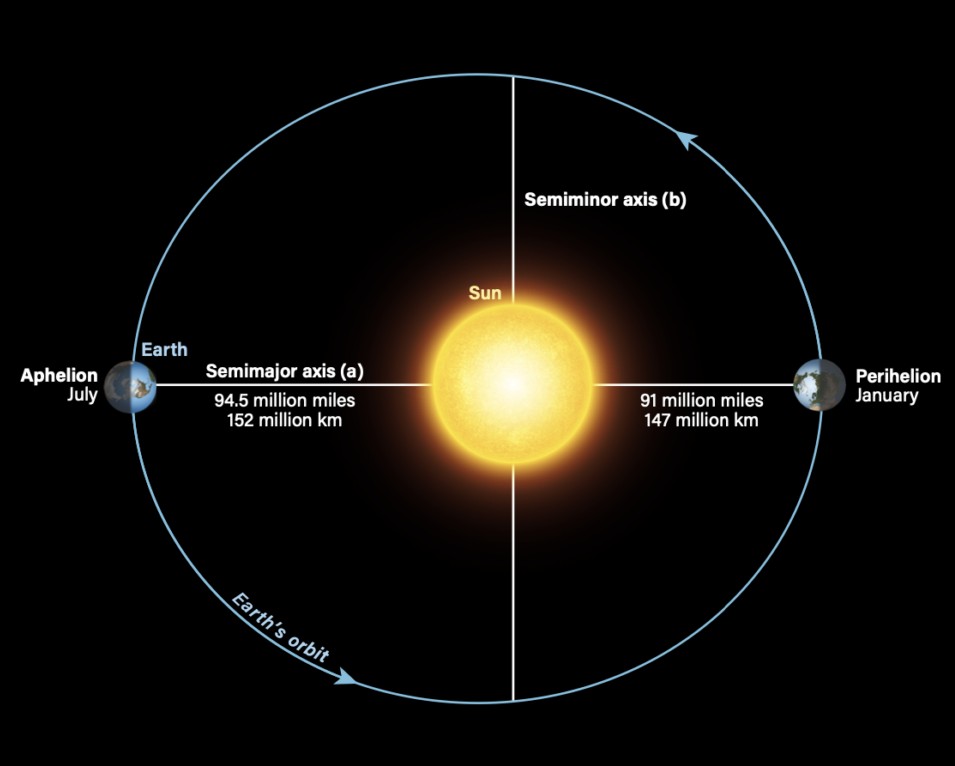 Semiminor axis (b)
Sun
Earth
Aphelion
July
Semimajor axis (a)
94.5 million miles
152 million km
91 million miles
147 million km
Perihelion
January
Earth's orbit